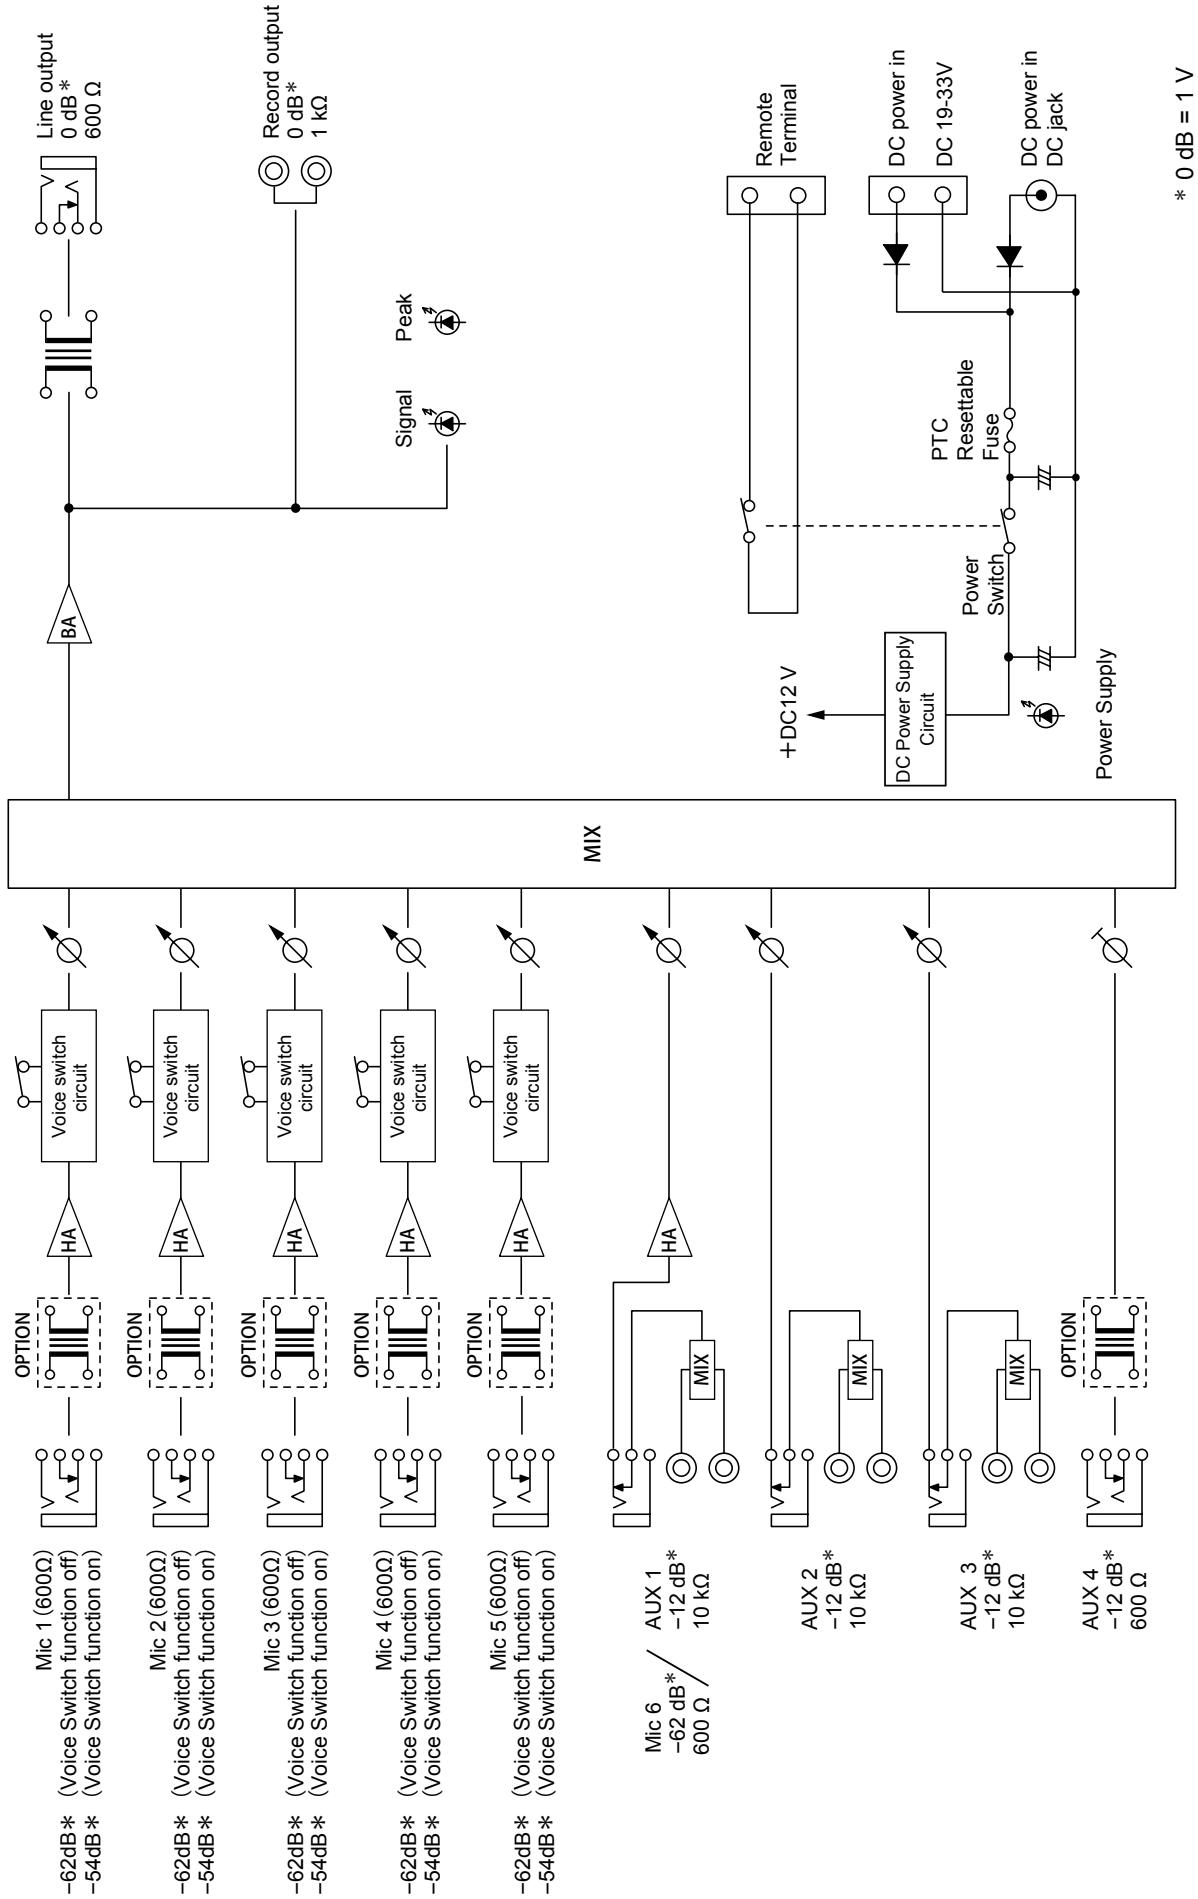 Mic 1 (600Ω)
−62dB* (Voice Switch function off)
−54dB* (Voice Switch function on)
OPTION
HA
Voice switch
circuit
Mic 2 (600Ω)
−62dB* (Voice Switch function off)
−54dB* (Voice Switch function on)
OPTION
HA
Voice switch
circuit
Mic 3 (600Ω)
−62dB* (Voice Switch function off)
−54dB* (Voice Switch function on)
OPTION
HA
Voice switch
circuit
Mic 4 (600Ω)
−62dB* (Voice Switch function off)
−54dB* (Voice Switch function on)
OPTION
HA
Voice switch
circuit
Mic 5 (600Ω)
−62dB* (Voice Switch function off)
−54dB* (Voice Switch function on)
OPTION
HA
Voice switch
circuit
Mic 6
−62 dB*
600 Ω
AUX 1
−12 dB*
10 kΩ
MIX
HA
AUX 2
−12 dB*
10 kΩ
MIX
AUX 3
−12 dB*
10 kΩ
MIX
AUX 4
−12 dB*
600 Ω
OPTION
MIX
BA
Line output
0 dB*
600 Ω
Record output
0 dB*
1 kΩ
Signal
Peak
Remote
Terminal
DC power in
DC 19-33V
DC power in
DC jack
PTC
Resettable
Fuse
Power
Switch
+DC12 V
DC Power Supply
Circuit
Power Supply
* 0 dB = 1 V